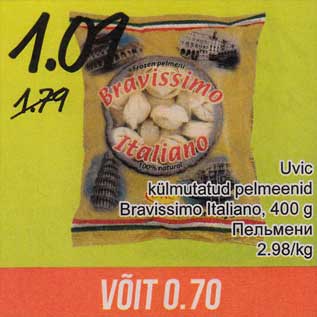 1.09
1.79
Frozen pelmeni
Bravissimo
Italiano
100% natural
Uvic
külmutatud pelmeenid
Bravissimo Italiano, 400 g
Пельмени
2.98/kg
VÕIT 0.70